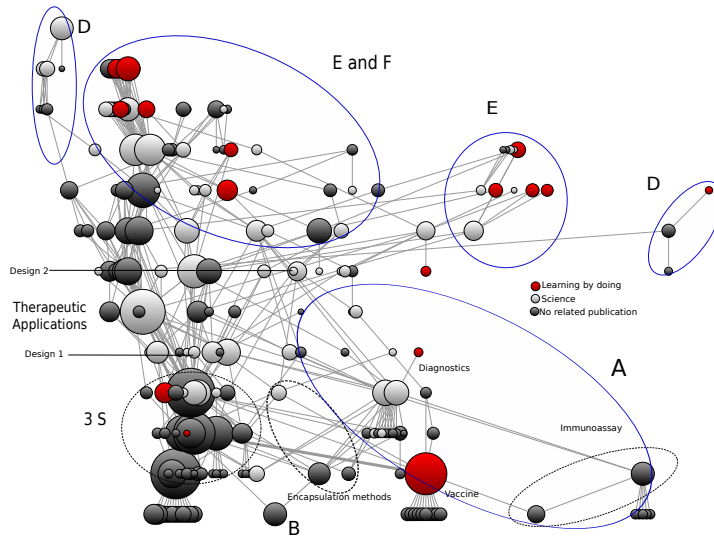 D
E and F
E
D
Design 2
Learning by doing
Science
No related publication
Therapeutic
Applications
Design 1
Diagnostics
A
3 S
Immunoassay
Encapsulation methods
Vaccine
B